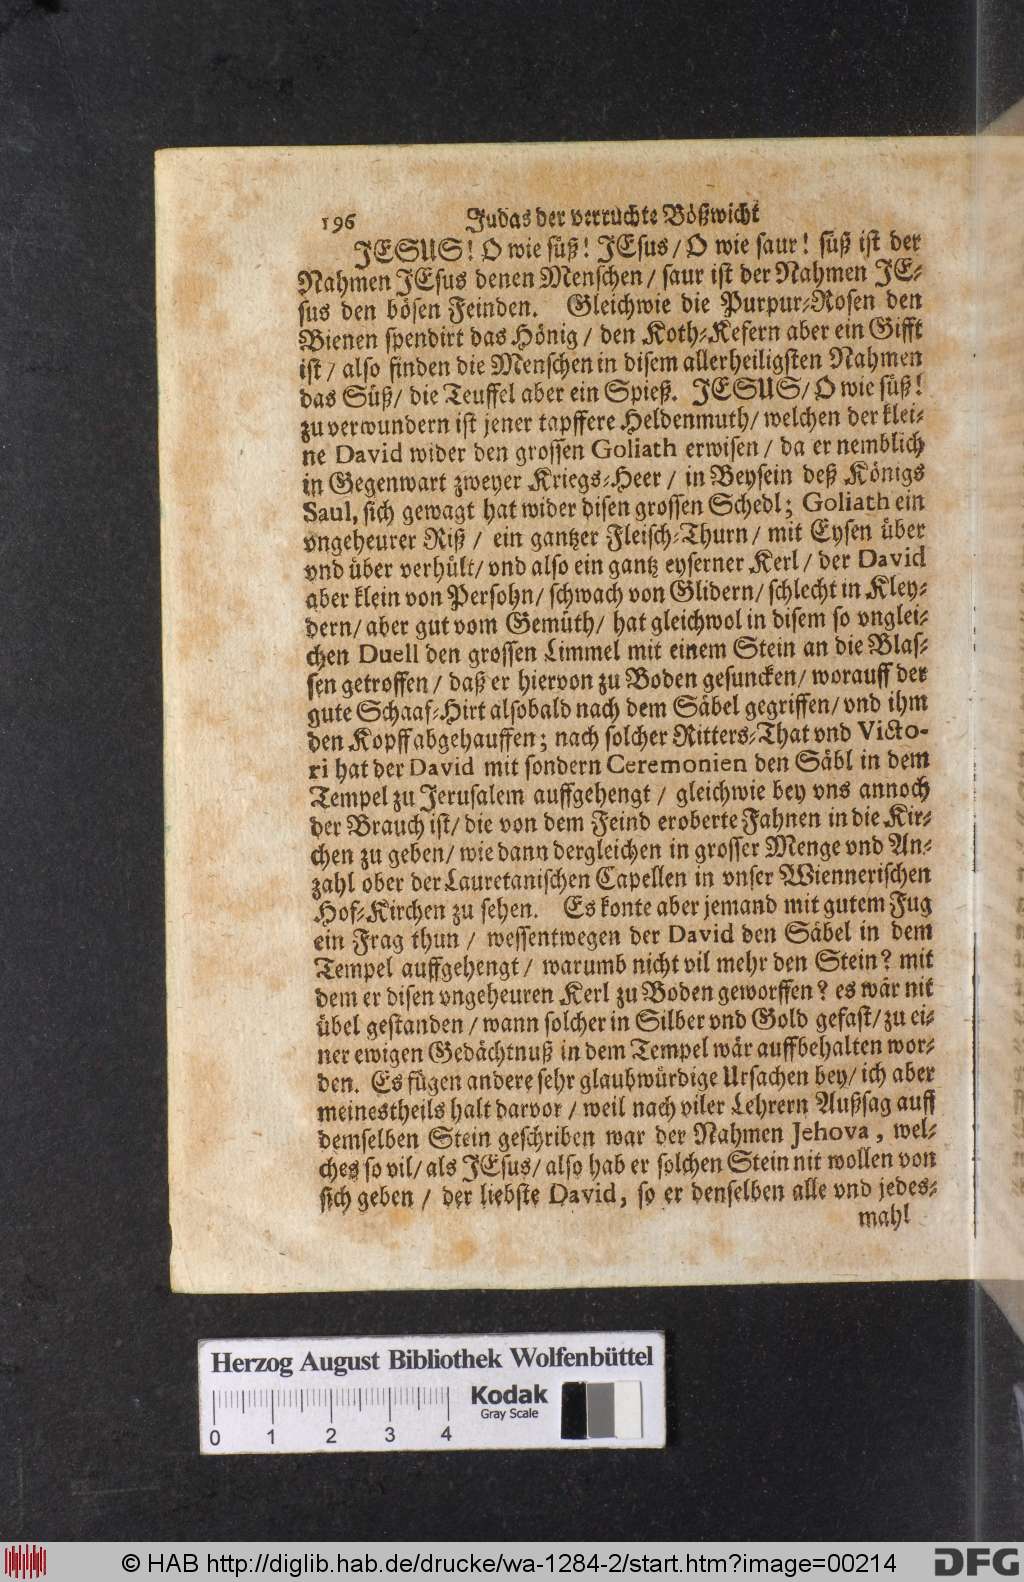 196 Judas der verruchte Bößwicht
JESUS! O wie süß! JEsus/ O wie saur! süß ist der
Nahmen JEsus denen Menschen/ saur ist der Nahmen JE-
sus den bösen Feinden. Gleichwie die Purpur-Rosen den
Bienen spendirt das Hönig/ den Koth-Kefern aber ein Gifft
ist/ also finden die Menschen in disem allerheiligsten Nahmen
das Süß/ die Teuffel aber ein Spieß. JESUS/ O wie süß!
zu verwundern ist jener tapffere Heldenmuth/ welchen der klei-
ne David wider den grossen Goliath erwisen/ da er nemblich
in Gegenwart zweyer Kriegs-Heer/ in Beysein deß Königs
Saul, sich gewagt hat wider disen grossen Schedl; Goliath ein
vngeheurer Riß/ ein gantzer Fleisch-Thurn/ mit Eysen über
vnd über verhült/ vnd also ein gantz eyserner Kerl/ der David
aber klein von Persohn/ schwach von Glidern/ schlecht in Kley-
dern/ aber gut vom Gemüth/ hat gleichwol in disem so vnglei-
chen Duell den grossen Limmel mit einem Stein an die Blas-
sen getroffen/ daß er hiervon zu Boden gesuncken/ worauff der
gute Schaaf-Hirt alsobald nach dem Säbel gegriffen/ vnd ihm
den Kopff abgehauffen; nach solcher Ritters-That vnd Victo-
ri hat der David mit sondern Ceremonien den Säbl in dem
Tempel zu Jerusalem auffgehengt/ gleichwie bey vns annoch
der Brauch ist/ die von dem Feind eroberte Fahnen in die Kir-
chen zu geben/ wie dann dergleichen in grosser Menge vnd An-
zahl ober der Lauretanischen Capellen in vnser Wiennerischen
Hof-Kirchen zu sehen. Es konte aber jemand mit gutem Fug
ein Frag thun/ wessentwegen der David den Säbel in dem
Tempel auffgehengt/ warumb nicht vil mehr den Stein? mit
dem er disen vngeheuren Kerl zu Boden geworffen? es wär nit
übel gestanden/ wann solcher in Silber vnd Gold gefast/ zu ei-
ner ewigen Gedächtnuß in dem Tempel wär auffbehalten wor-
den. Es fügen andere sehr glaubwürdige Ursachen bey/ ich aber
meinestheils halt darvor/ weil nach viler Lehrern Außsag auff
demselben Stein geschriben war der Nahmen Jehova, wel-
ches so vil/ als JEsus/ also hab er solchen Stein nit wollen von
sich geben/ der liebste David, so er denselben alle vnd jedes-
mahl
Herzog August Bibliothek Wolfenbüttel
Kodak
Gray Scale
0 1 2 3 4
© HAB http://diglib.hab.de/drucke/wa-1284-2/start.htm?image=00214
DFG